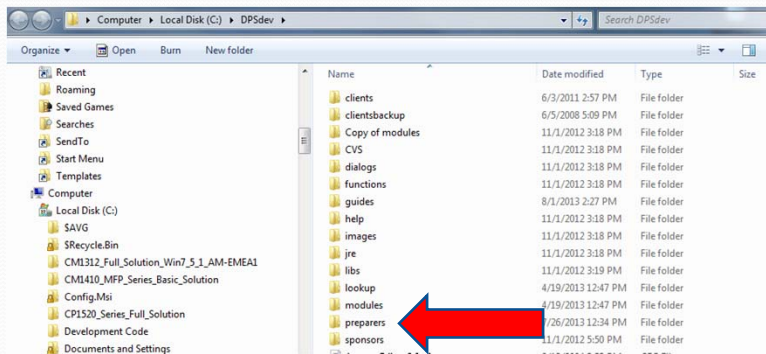 Computer ▸ Local Disk (C:) ▸ DPSdev ▸ Search DPSdev
Organize Open Burn New folder
Recent
Roaming
Saved Games
Searches
SendTo
Start Menu
Templates
Computer
Local Disk (C:)
$AVG
$Recycle.Bin
CM1312_Full_Solution_Win7_5_1_AM-EMEA1
CM1410_MFP_Series_Basic_Solution
Config.Msi
CP1520_Series_Full_Solution
Development Code
Documents and Settings
Name Date modified Type Size
clients 6/3/2011 2:57 PM File folder
clientsbackup 6/5/2008 5:09 PM File folder
Copy of modules 11/1/2012 3:18 PM File folder
CVS 11/1/2012 3:18 PM File folder
dialogs 11/1/2012 3:18 PM File folder
functions 11/1/2012 3:18 PM File folder
guides 8/1/2013 2:27 PM File folder
help 11/1/2012 3:18 PM File folder
images 11/1/2012 3:18 PM File folder
jre 11/1/2012 3:18 PM File folder
libs 11/1/2012 3:19 PM File folder
lookup 4/19/2013 12:47 PM File folder
modules 4/19/2013 12:47 PM File folder
preparers 7/26/2013 12:34 PM File folder
sponsors 11/1/2012 5:50 PM File folder